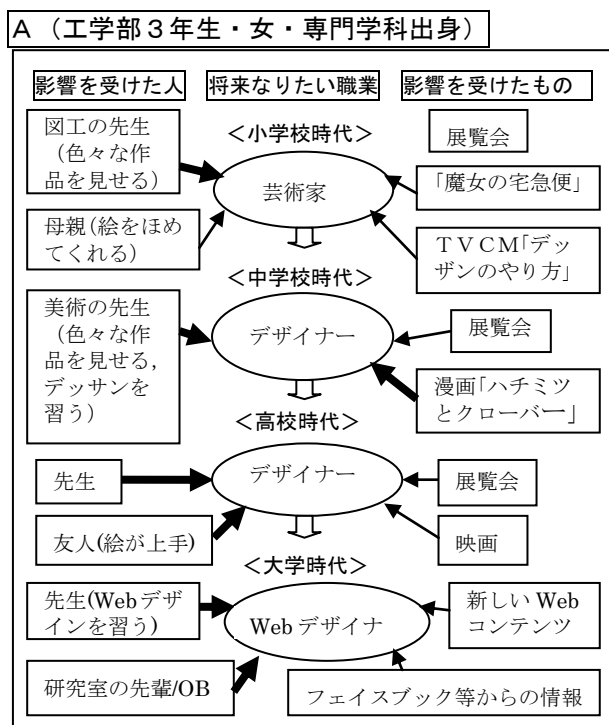 A（工学部３年生・女・専門学科出身）
影響を受けた人
将来なりたい職業
影響を受けたもの
＜小学校時代＞
図工の先生
（色々な作
品を見せる）
母親（絵をほめ
てくれる）
芸術家
展覧会
「魔女の宅急便」
ＴＶＣＭ「デッ
ザンのやり方」
＜中学校時代＞
美術の先生
（色々な作
品を見せる，
デッサンを
習う）
デザイナー
展覧会
漫画「ハチミツ
とクローバー」
＜高校時代＞
先生
友人(絵が上手)
デザイナー
展覧会
映画
＜大学時代＞
先生(Webデザ
インを習う)
研究室の先輩/OB
Webデザイナ
新しいWeb
コンテンツ
フェイスブック等からの情報